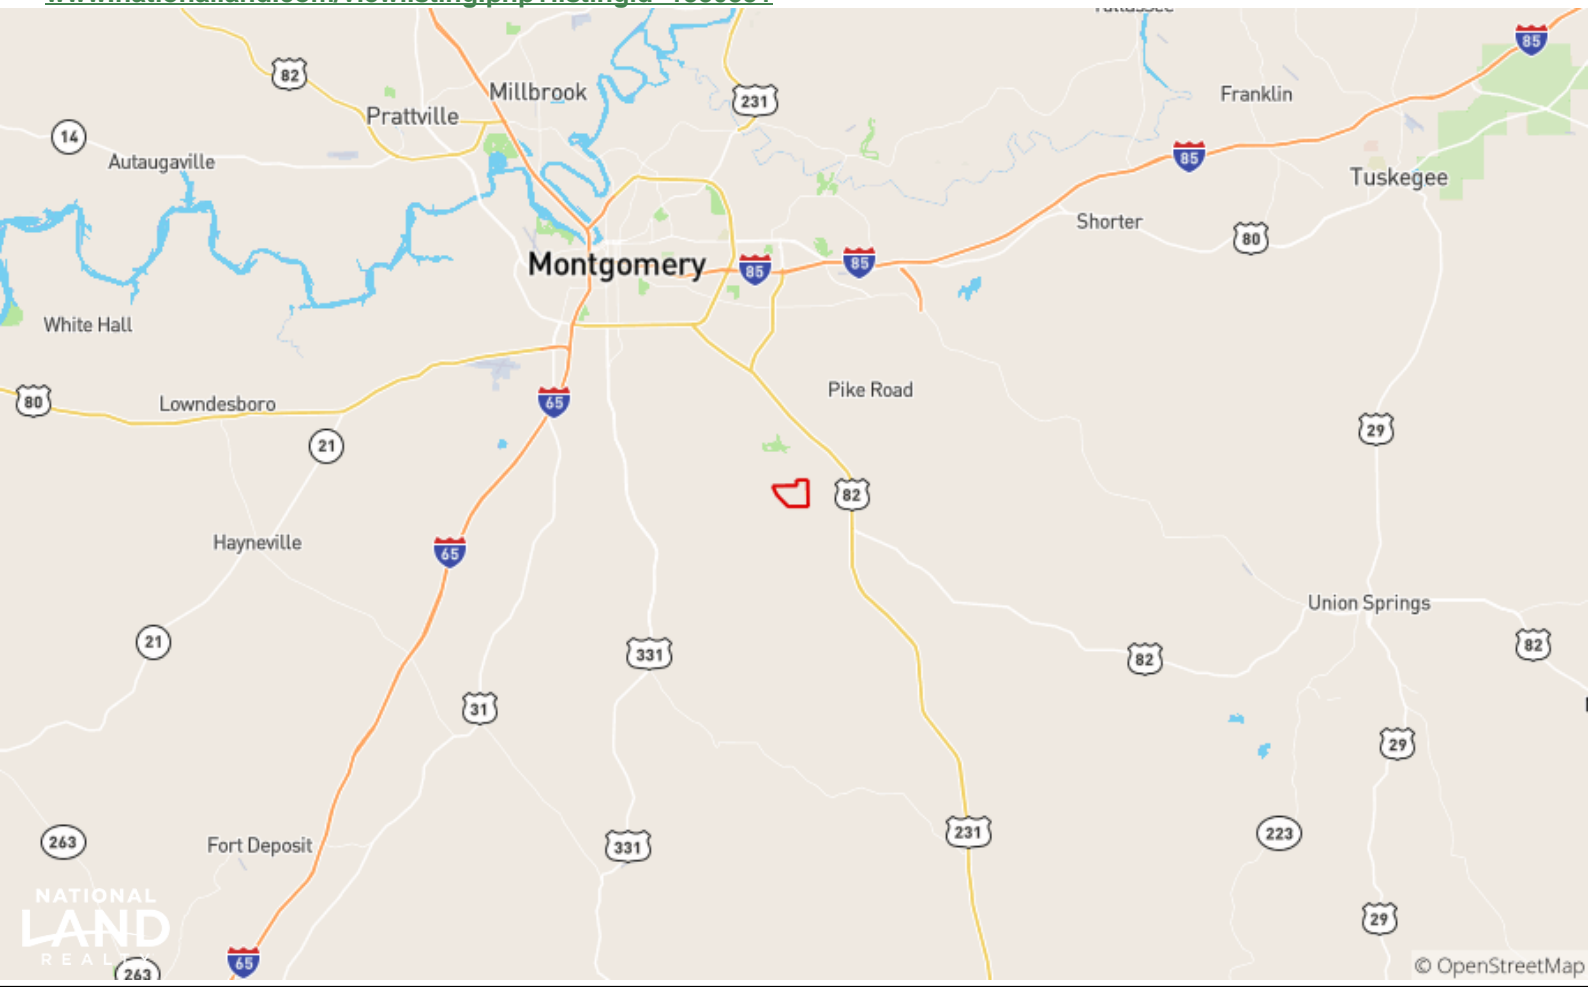 82
Millbrook
231
85
Prattville
Franklin
14
Autaugaville
85
Tuskegee
Shorter
80
Montgomery
85
85
White Hall
80
Lowndesboro
65
Pike Road
21
29
82
Hayneville
65
Union Springs
21
331
82
82
31
29
263
Fort Deposit
331
231
223
NATIONAL
LAND
REALTY
29
65
263
© OpenStreetMap